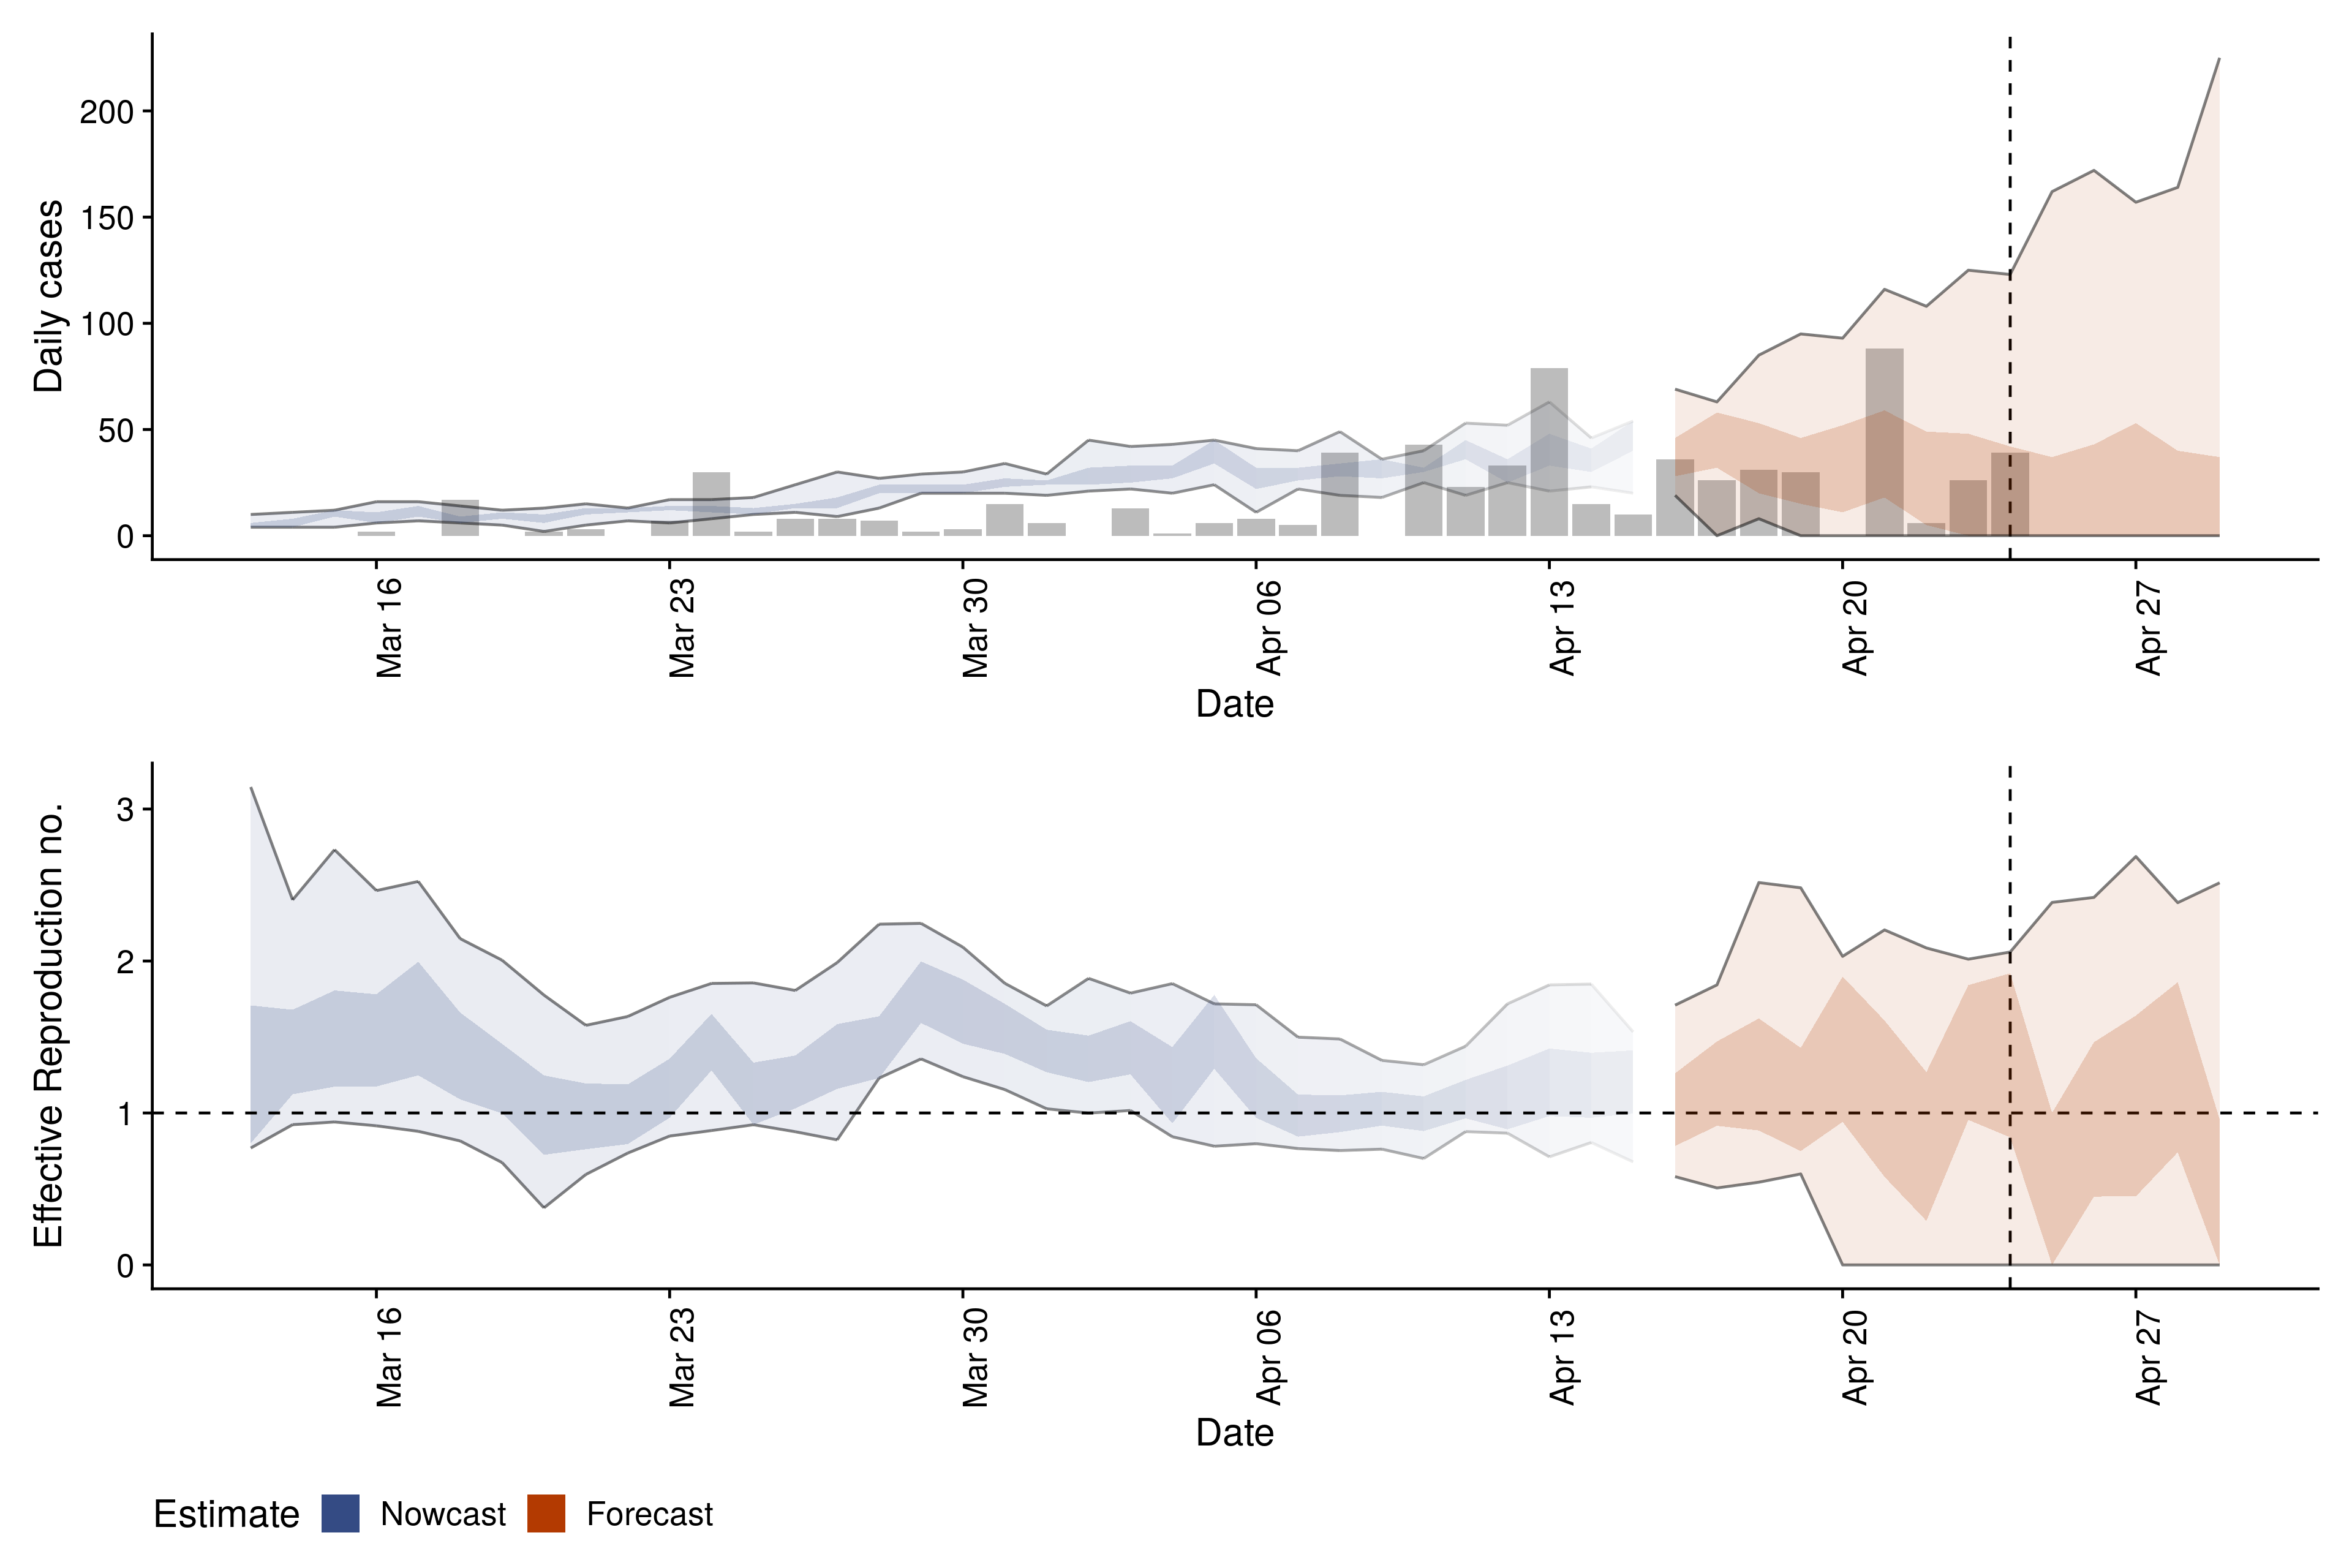 Daily cases
200
150
100
50
0
Mar 16
Mar 23
Mar 30
Apr 06
Apr 13
Apr 20
Apr 27
Date
Effective Reproduction no.
3
2
1
0
Mar 16
Mar 23
Mar 30
Apr 06
Apr 13
Apr 20
Apr 27
Date
Estimate Nowcast Forecast